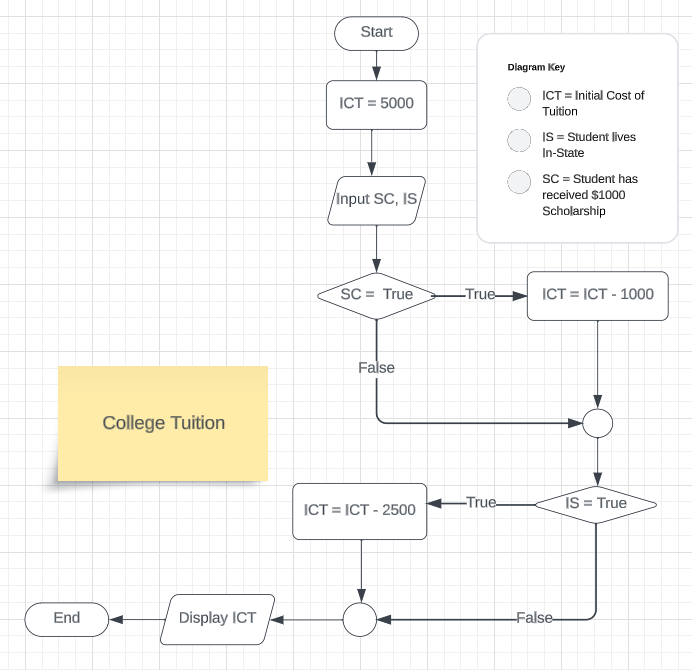 Start
ICT = 5000
Input SC, IS
SC = True
True
ICT = ICT - 1000
False
Diagram Key
ICT = Initial Cost of
Tuition
IS = Student lives
In-State
SC = Student has
received $1000
Scholarship
College Tuition
IS = True
True
ICT = ICT - 2500
False
Display ICT
End